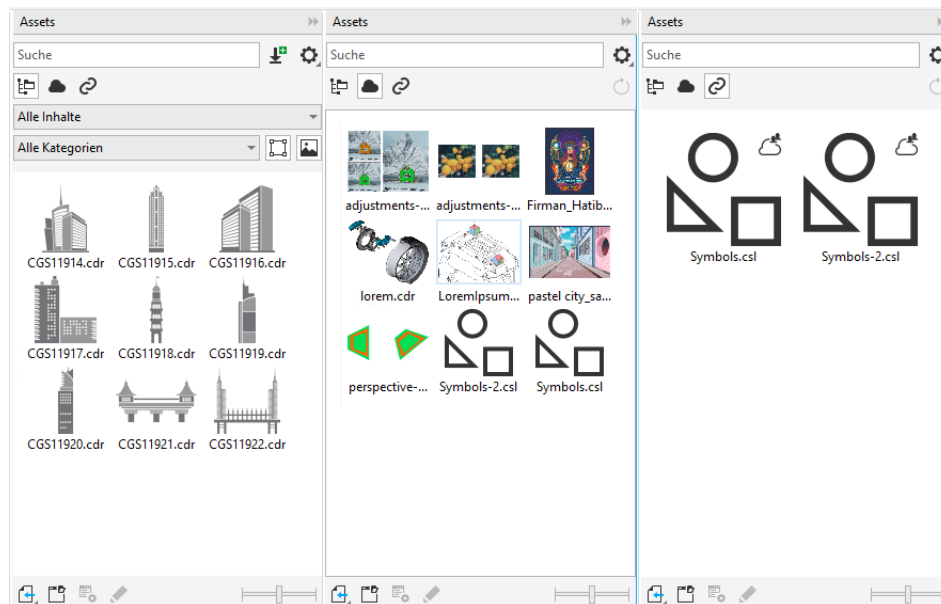 Assets
Suche
Alle Inhalte
Alle Kategorien
CGS11914.cdr CGS11915.cdr CGS11916.cdr
CGS11917.cdr CGS11918.cdr CGS11919.cdr
CGS11920.cdr CGS11921.cdr CGS11922.cdr
Assets
Suche
adjustments-... adjustments-... Firman_Hatib...
lorem.cdr LoremIpsum... pastel city_sa...
perspective-... Symbols-2.csl Symbols.csl
Assets
Suche
Symbols.csl Symbols-2.csl